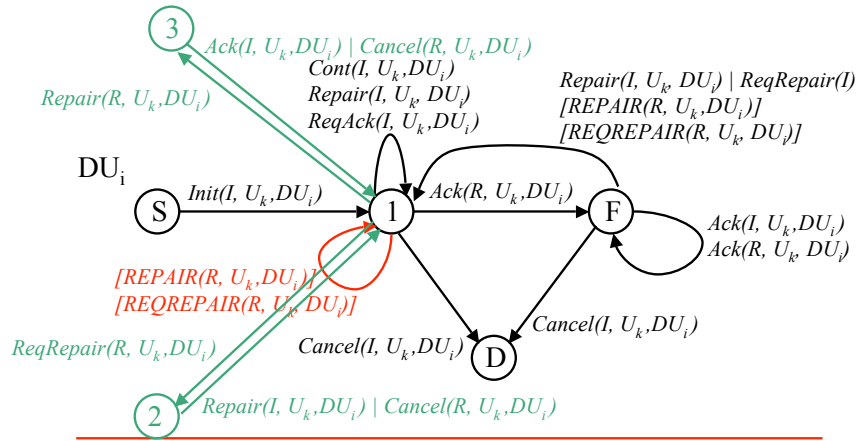 3
Ack(I, U_k,DU_i) | Cancel(R, U_k,DU_i)
Cont(I, U_k,DU_i)
Repair(R, U_k,DU_i)
Repair(I, U_k, DU_i)
ReqAck(I, U_k,DU_i)
Repair(I, U_k, DU_i) | ReqRepair(I)
[REPAIR(R, U_k,DU_i)]
[REQREPAIR(R, U_k, DU_i)]
DU_i
S
Init(I, U_k,DU_i)
1
Ack(R, U_k,DU_i)
F
Ack(I, U_k,DU_i)
Ack(R, U_k, DU_i)
[REPAIR(R, U_k,DU_i)]
[REQREPAIR(R, U_k, DU_i)]
ReqRepair(R, U_k,DU_i)
Cancel(I, U_k,DU_i)
D
Cancel(I, U_k,DU_i)
2
Repair(I, U_k,DU_i) | Cancel(R, U_k,DU_i)